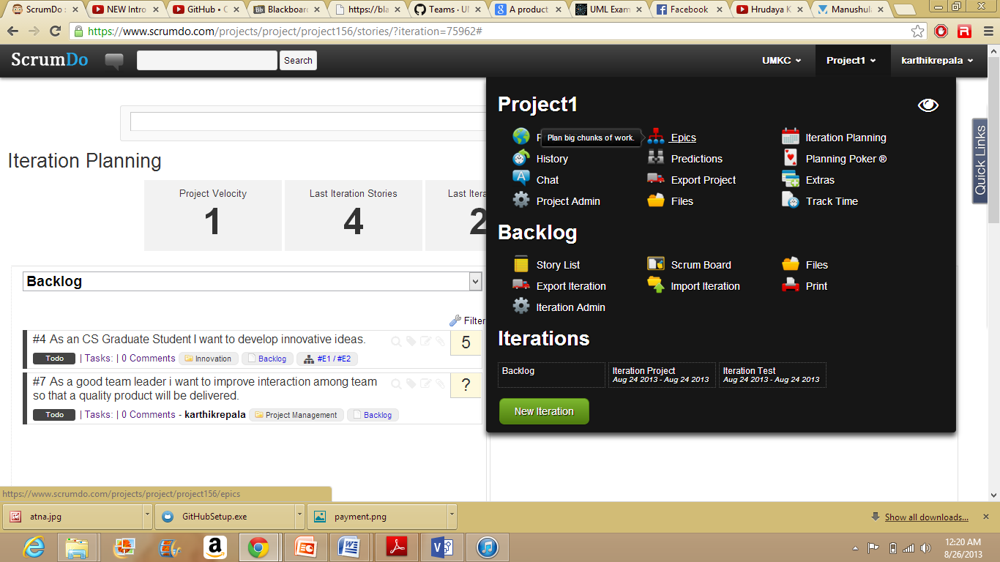 ScrumDo s
NEW Intro
GitHub • C
Blackboard
https://bla
Teams · UM
A product
UML Exam
Facebook
Hrudaya K
Manushula
https://www.scrumdo.com/projects/project/project156/stories/?iteration=75962#
ScrumDo
Search
UMKC
Project1
karthikrepala
Project1
Plan big chunks of work.
Epics
Iteration Planning
History
Predictions
Planning Poker ®
Chat
Export Project
Extras
Project Admin
Files
Track Time
Quick Links
Iteration Planning
Project Velocity
1
Last Iteration Stories
4
Last Itera
2
Backlog
Story List
Scrum Board
Files
Export Iteration
Import Iteration
Print
Iteration Admin
Iterations
Backlog
Iteration Project
Aug 24 2013 - Aug 24 2013
Iteration Test
Aug 24 2013 - Aug 24 2013
New Iteration
Backlog
Filter
#4 As an CS Graduate Student I want to develop innovative ideas.
5
Todo | Tasks: | 0 Comments Innovation Backlog #E1 / #E2
#7 As a good team leader i want to improve interaction among team
so that a quality product will be delivered.
?
Todo | Tasks: | 0 Comments - karthikrepala Project Management Backlog
https://www.scrumdo.com/projects/project/project156/epics
atna.jpg
GitHubSetup.exe
payment.png
Show all downloads...
12:20 AM
8/26/2013